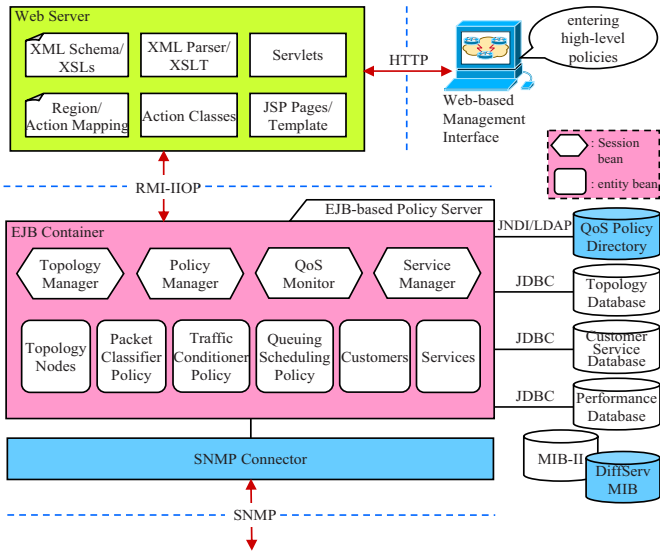 Web Server
XML Schema/
XSLs
XML Parser/
XSLT
Servlets
Region/
Action Mapping
Action Classes
JSP Pages/
Template
HTTP
entering
high-level
policies
Web-based
Management
Interface
: Session
bean
: entity bean
RMI-IIOP
EJB-based Policy Server
EJB Container
Topology
Manager
Policy
Manager
QoS
Monitor
Service
Manager
Topology
Nodes
Packet
Classifier
Policy
Traffic
Conditioner
Policy
Queuing
Scheduling
Policy
Customers
Services
JNDI/LDAP
QoS Policy
Directory
JDBC
Topology
Database
JDBC
Customer
Service
Database
JDBC
Performance
Database
SNMP Connector
MIB-II
DiffServ
MIB
SNMP